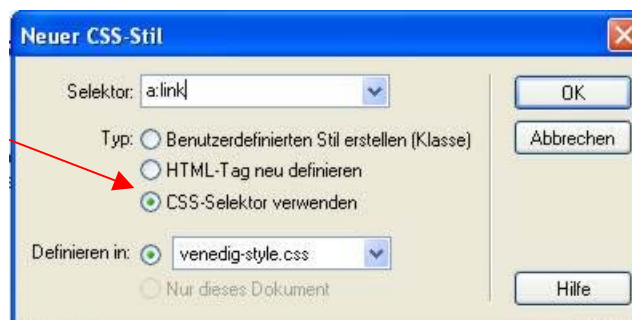 Neuer CSS-Stil
Selektor: a:link
OK
Typ: Benutzerdefinierten Stil erstellen (Klasse)
Abbrechen
HTML-Tag neu definieren
CSS-Selektor verwenden
Definieren in: venedig-style.css
Nur dieses Dokument
Hilfe